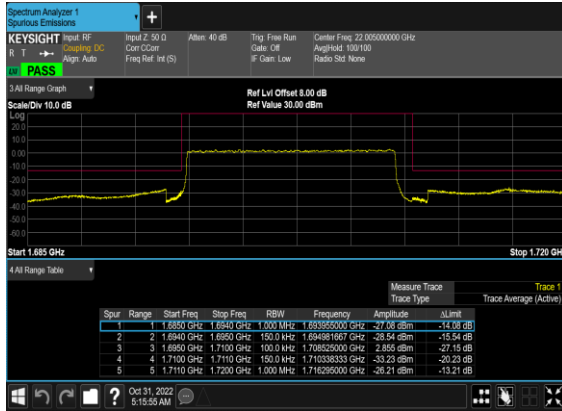 Spectrum Analyzer 1
Spurious Emissions
KEYSIGHT Input: RF Input Z: 50 Ω Atten: 40 dB Trig: Free Run Center Freq: 22.005000000 GHz
R T Coupling: DC Corr CCorr Gate: Off Avg|Hold: 100/100
Align: Auto Freq Ref: Int (S) IF Gain: Low Radio Std: None
PASS
3 All Range Graph
Ref Lvl Offset 8.00 dB
Scale/Div 10.0 dB Ref Value 30.00 dBm
Log
20.0
10.0
0.00
-10.0
-20.0
-30.0
-40.0
-50.0
-60.0
Start 1.685 GHz Stop 1.720 GH
4 All Range Table
Measure Trace Trace 1
Trace Type Trace Average (Active)
Spur Range Start Freq Stop Freq RBW Frequency Amplitude ΔLimit
1 1 1.6850 GHz 1.6940 GHz 1.000 MHz 1.693955000 GHz -27.08 dBm -14.08 dB
2 2 1.6940 GHz 1.6950 GHz 150.0 kHz 1.694981667 GHz -28.54 dBm -15.54 dB
3 3 1.6950 GHz 1.7100 GHz 100.0 kHz 1.708525000 GHz 2.855 dBm -27.15 dB
4 4 1.7100 GHz 1.7110 GHz 150.0 kHz 1.710338333 GHz -33.23 dBm -20.23 dB
5 5 1.7110 GHz 1.7200 GHz 1.000 MHz 1.716295000 GHz -26.21 dBm -13.21 dB
Oct 31, 2022
5:15:55 AM